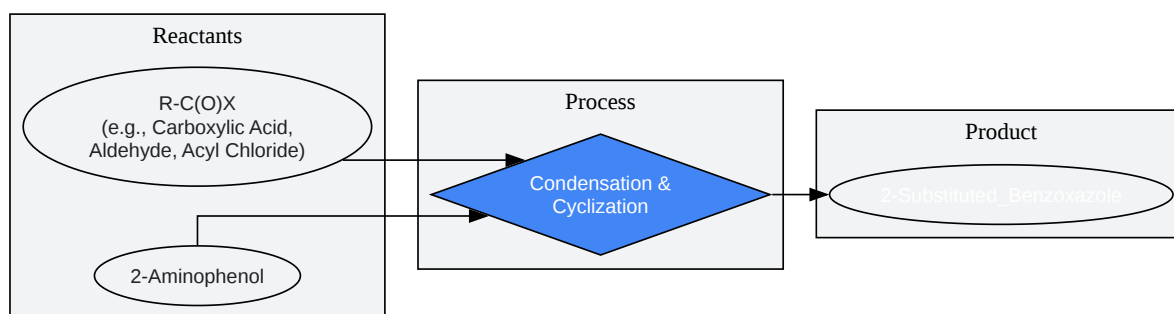 Reactants
R-C(O)X
(e.g., Carboxylic Acid,
Aldehyde, Acyl Chloride)
2-Aminophenol
Process
Condensation &
Cyclization
Product
2-Substituted_Benzoxazole